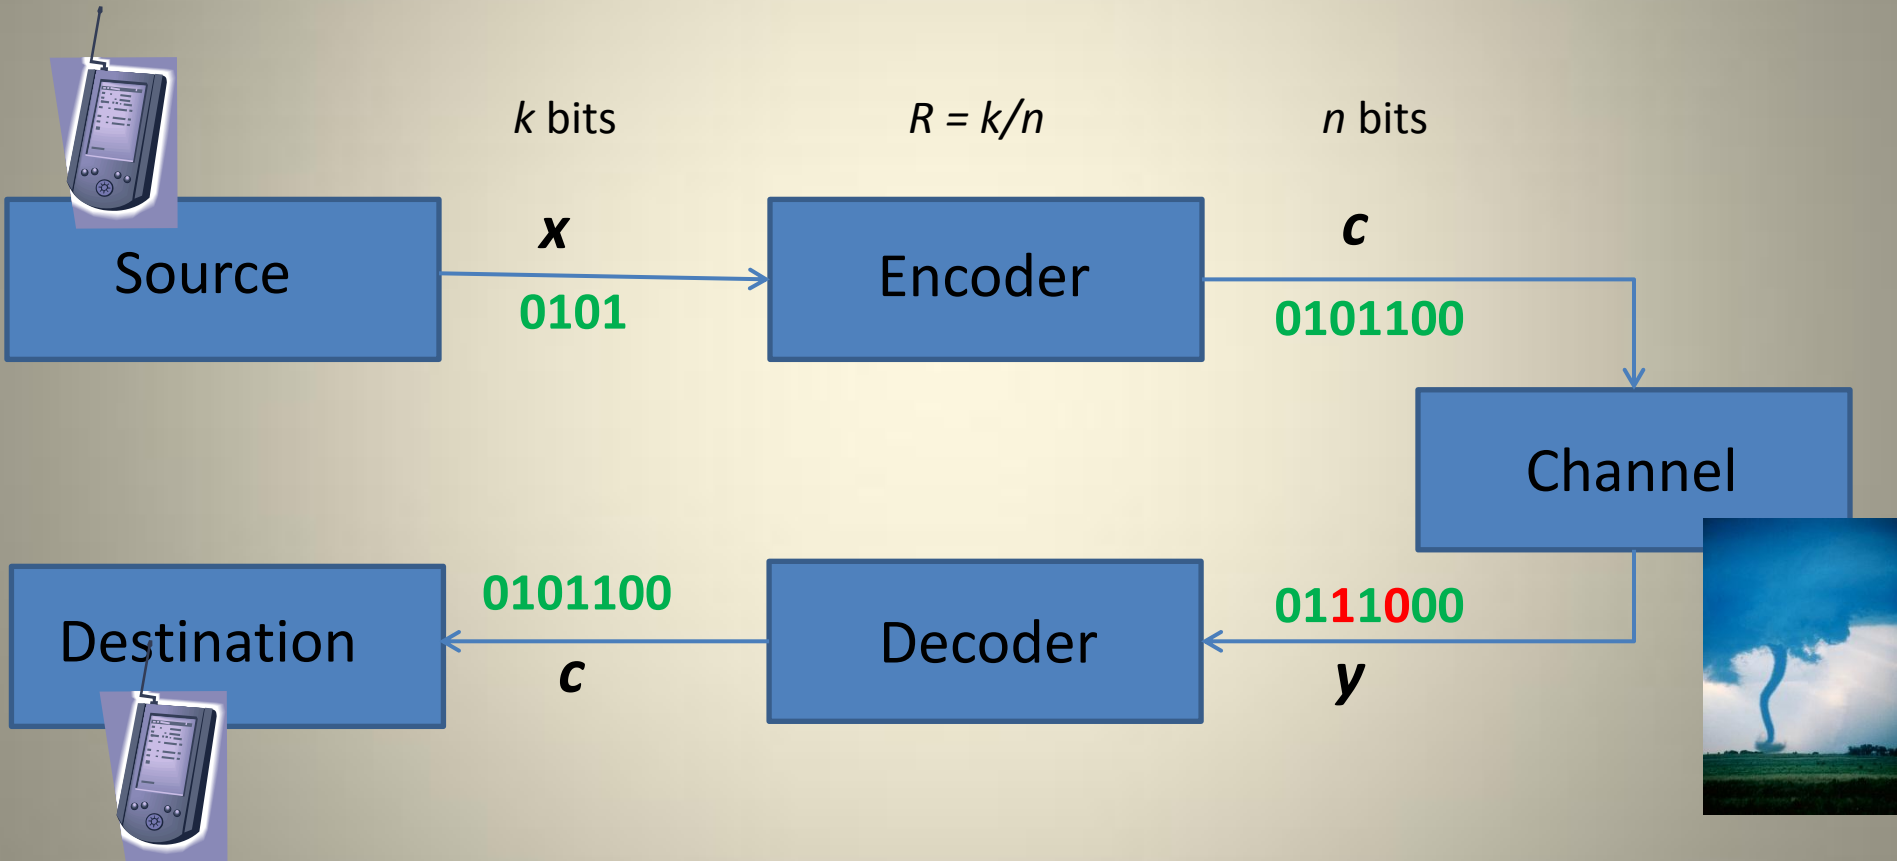 k bits
R = k/n
n bits
Source
x
0101
Encoder
c
0101100
Channel
0111000
y
Decoder
0101100
c
Destination